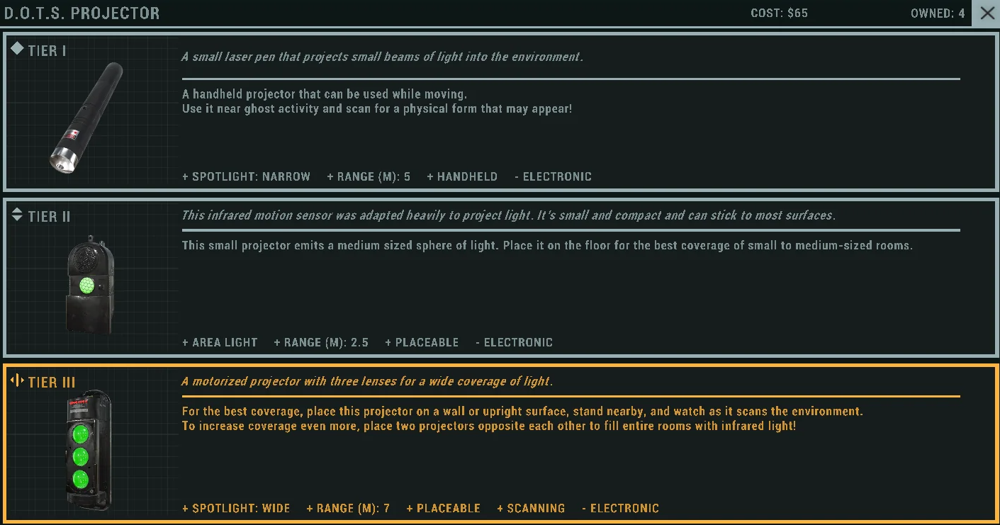 D.O.T.S. PROJECTOR COST: $65 OWNED: 4
TIER I
A small laser pen that projects small beams of light into the environment.
A handheld projector that can be used while moving.
Use it near ghost activity and scan for a physical form that may appear!
+ SPOTLIGHT: NARROW + RANGE (M): 5 + HANDHELD - ELECTRONIC
TIER II
This infrared motion sensor was adapted heavily to project light. It's small and compact and can stick to most surfaces.
This small projector emits a medium sized sphere of light. Place it on the floor for the best coverage of small to medium-sized rooms.
+ AREA LIGHT + RANGE (M): 2.5 + PLACEABLE - ELECTRONIC
TIER III
A motorized projector with three lenses for a wide coverage of light.
For the best coverage, place this projector on a wall or upright surface, stand nearby, and watch as it scans the environment.
To increase coverage even more, place two projectors opposite each other to fill entire rooms with infrared light!
+ SPOTLIGHT: WIDE + RANGE (M): 7 + PLACEABLE + SCANNING - ELECTRONIC